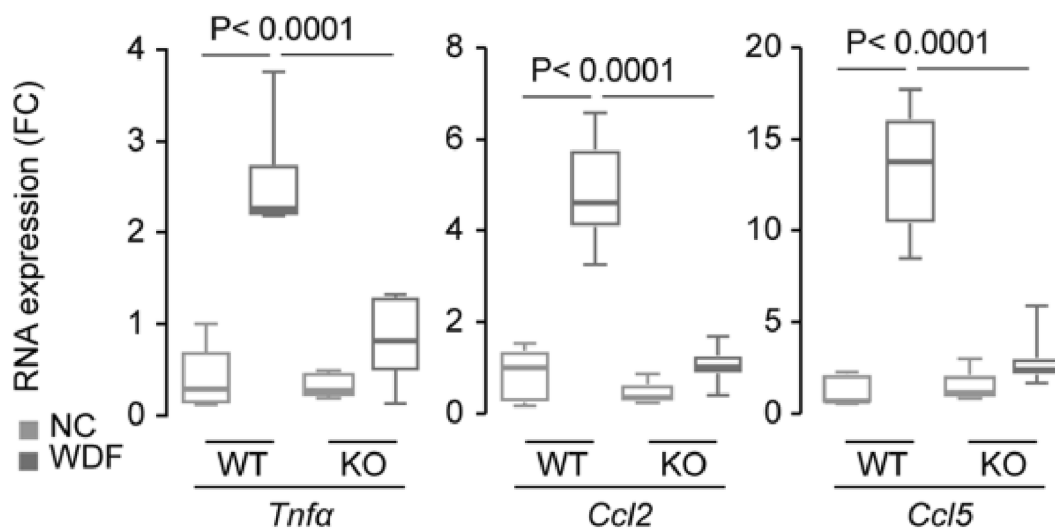 P< 0.0001
P< 0.0001
P< 0.0001
RNA expression (FC)
4
3
2
1
0
8
6
4
2
0
20
15
10
5
0
NC
WDF
WT KO
WT KO
WT KO
Tnfα
Ccl2
Ccl5